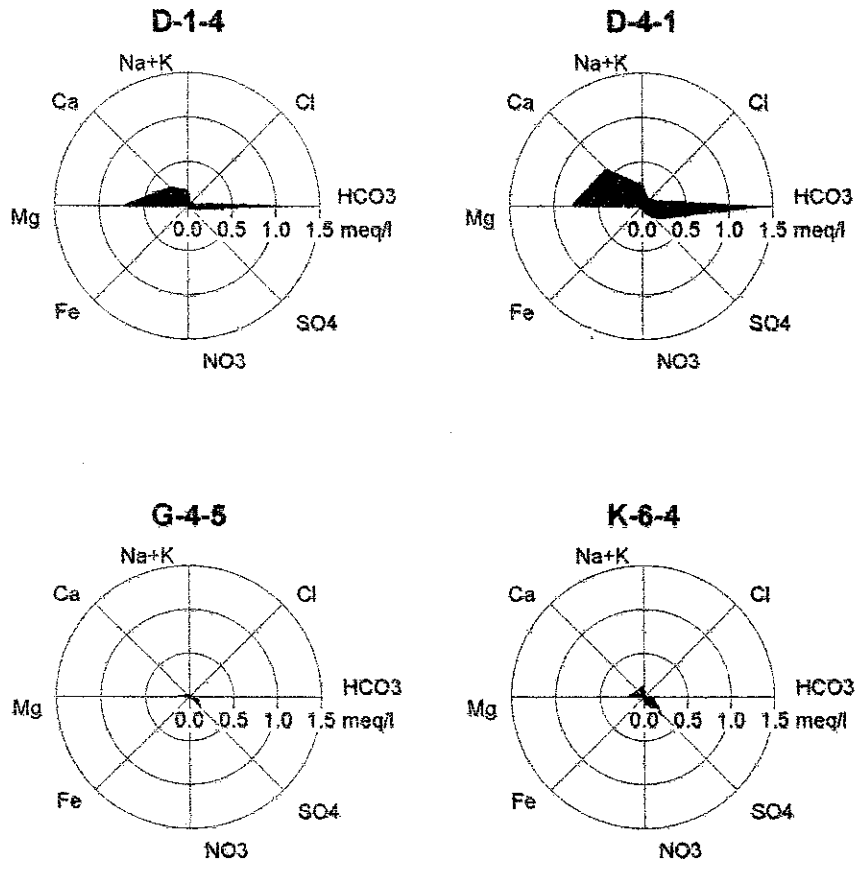 D-1-4
Na+K
Ca
Cl
HCO3
Mg
0.0 0.5 1.0 1.5 meq/l
Fe
SO4
NO3
D-4-1
Na+K
Ca
Cl
HCO3
Mg
0.0 0.5 1.0 1.5 meq/l
Fe
SO4
NO3
G-4-5
Na+K
Ca
Cl
HCO3
Mg
0.0 0.5 1.0 1.5 meq/l
Fe
SO4
NO3
K-6-4
Na+K
Ca
Cl
HCO3
Mg
0.0 0.5 1.0 1.5 meq/l
Fe
SO4
NO3